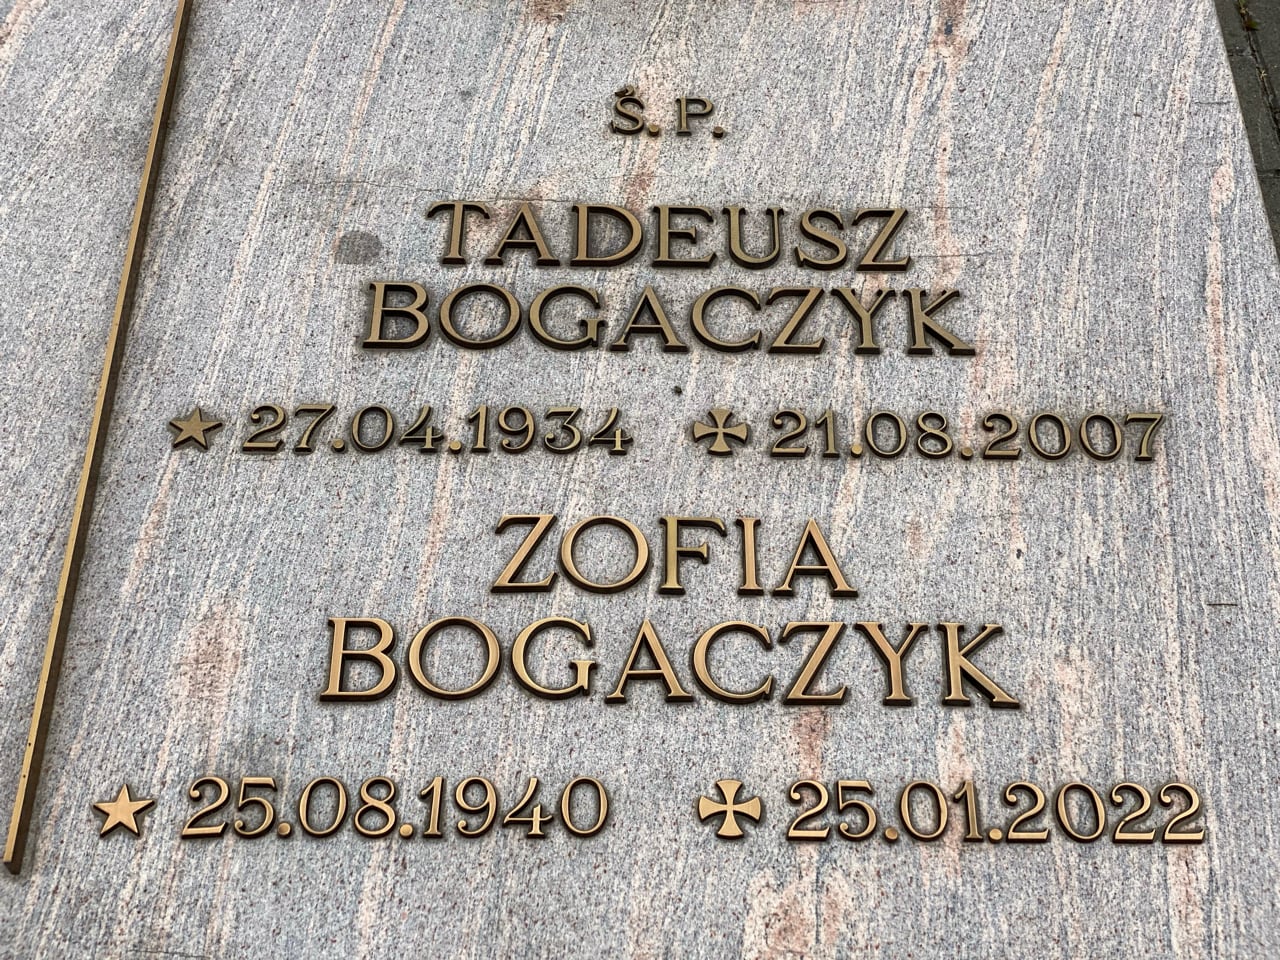 Ś. P.
TADEUSZ
BOGACZYK
★ 27.04.1934 ✠ 21.08.2007
ZOFIA
BOGACZYK
★ 25.08.1940 ✠ 25.01.2022